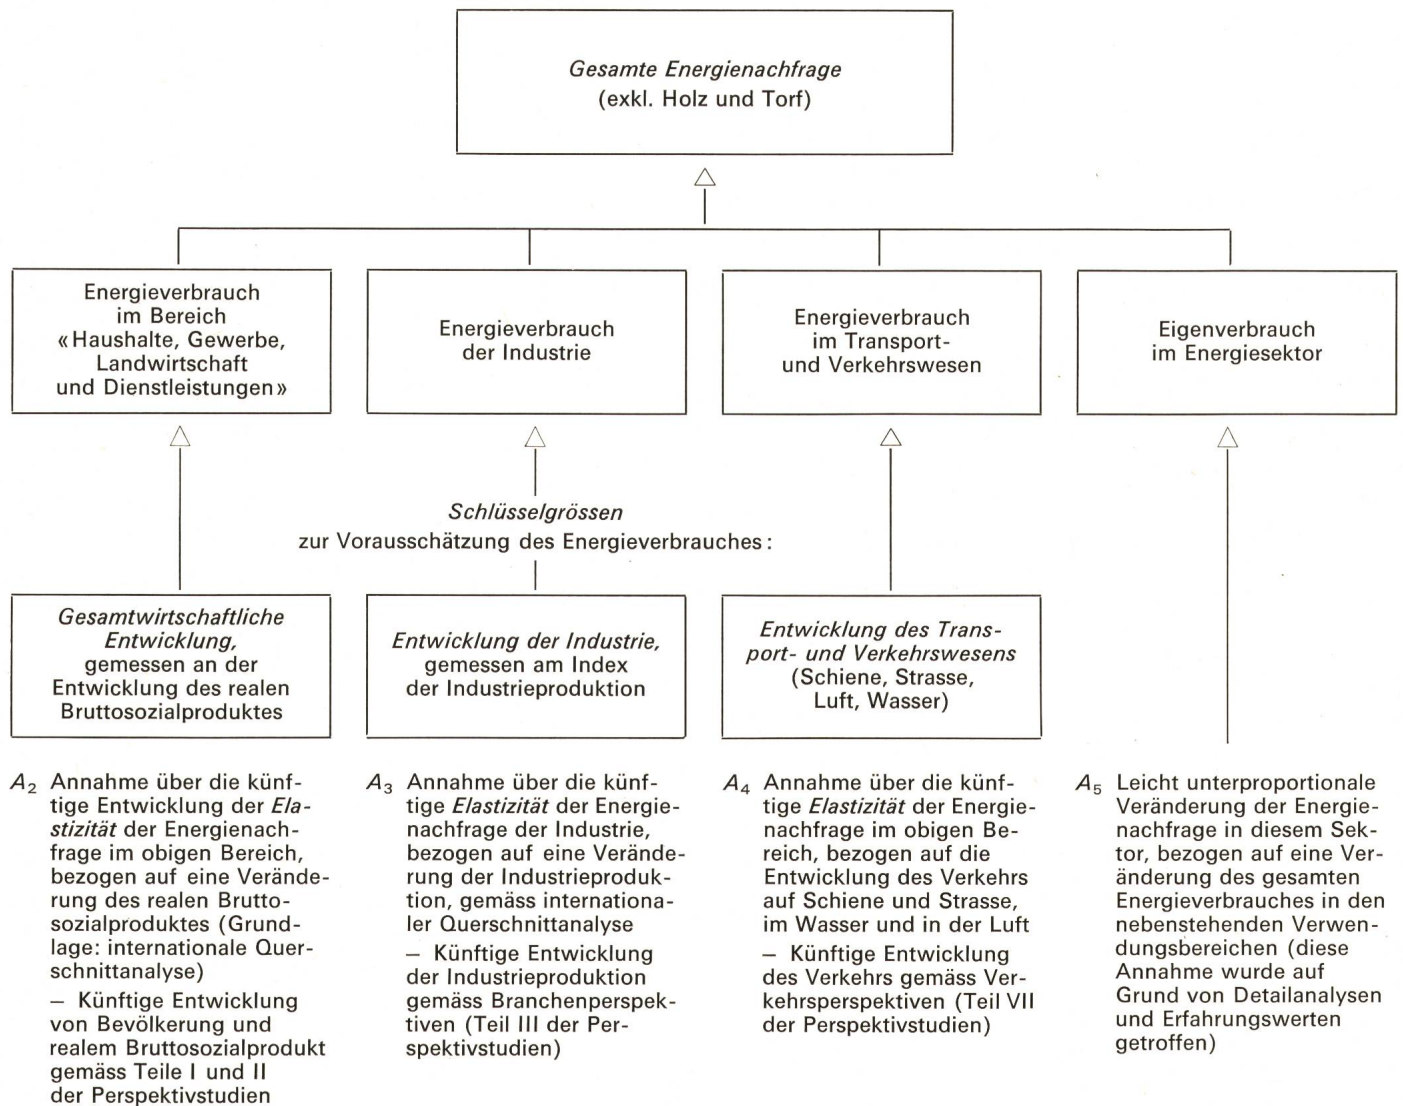 Gesamte Energienachfrage
(exkl. Holz und Torf)
Energieverbrauch
im Bereich
«Haushalte, Gewerbe,
Landwirtschaft
und Dienstleistungen»
Energieverbrauch
der Industrie
Energieverbrauch
im Transport-
und Verkehrswesen
Eigenverbrauch
im Energiesektor
Schlüsselgrössen
zur Vorausschätzung des Energieverbrauches:
Gesamtwirtschaftliche
Entwicklung,
gemessen an der
Entwicklung des realen
Bruttosozialproduktes
Entwicklung der Industrie,
gemessen am Index
der Industrieproduktion
Entwicklung des Trans-
port- und Verkehrswesens
(Schiene, Strasse,
Luft, Wasser)
A₂ Annahme über die künf-
tige Entwicklung der Ela-
stizität der Energienach-
frage im obigen Bereich,
bezogen auf eine Verände-
rung des realen Brutto-
sozialproduktes (Grund-
lage: internationale Quer-
schnittanalyse)
– Künftige Entwicklung
von Bevölkerung und
realem Bruttosozialprodukt
gemäss Teile I und II
der Perspektivstudien
A₃ Annahme über die künf-
tige Elastizität der Energie-
nachfrage der Industrie,
bezogen auf eine Verände-
rung der Industrieproduk-
tion, gemäss internationa-
ler Querschnittanalyse
– Künftige Entwicklung
der Industrieproduktion
gemäss Branchenperspek-
tiven (Teil III der Per-
spektivstudien)
A₄ Annahme über die künf-
tige Elastizität der Energie-
nachfrage im obigen Be-
reich, bezogen auf die
Entwicklung des Verkehrs
auf Schiene und Strasse,
im Wasser und in der Luft
– Künftige Entwicklung
des Verkehrs gemäss Ver-
kehrsperspektiven (Teil VII
der Perspektivstudien)
A₅ Leicht unterproportionale
Veränderung der Energie-
nachfrage in diesem Sek-
tor, bezogen auf eine Ver-
änderung des gesamten
Energieverbrauches in den
nebenstehenden Verwen-
dungsbereichen (diese
Annahme wurde auf
Grund von Detailanalysen
und Erfahrungswerten
getroffen)